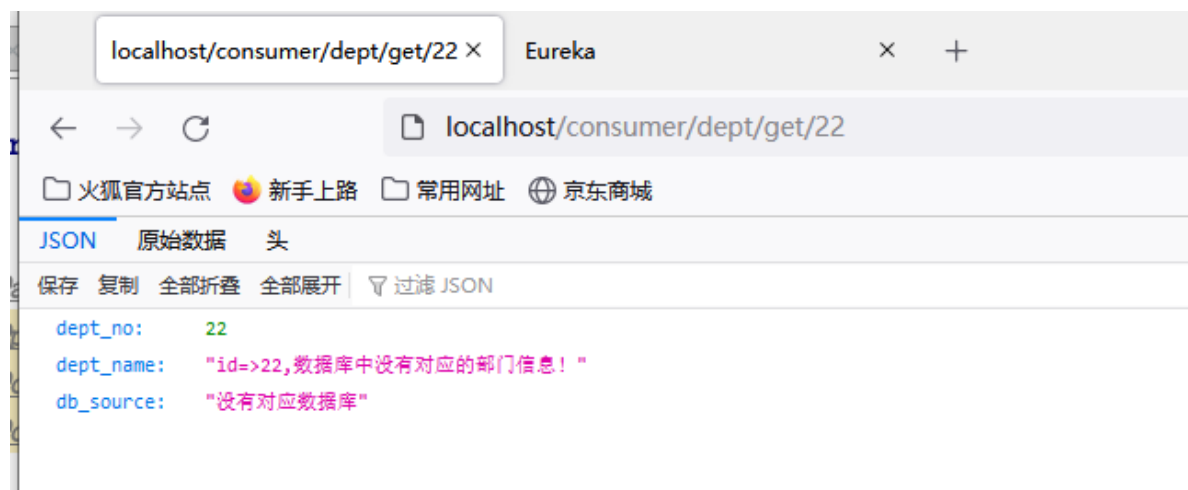 localhost/consumer/dept/get/22 × Eureka × +
localhost/consumer/dept/get/22
火狐官方站点 新手上路 常用网址 京东商城
JSON 原始数据 头
保存 复制 全部折叠 全部展开 过滤 JSON
dept_no: 22
dept_name: "id=>22,数据库中没有对应的部门信息！"
db_source: "没有对应数据库"